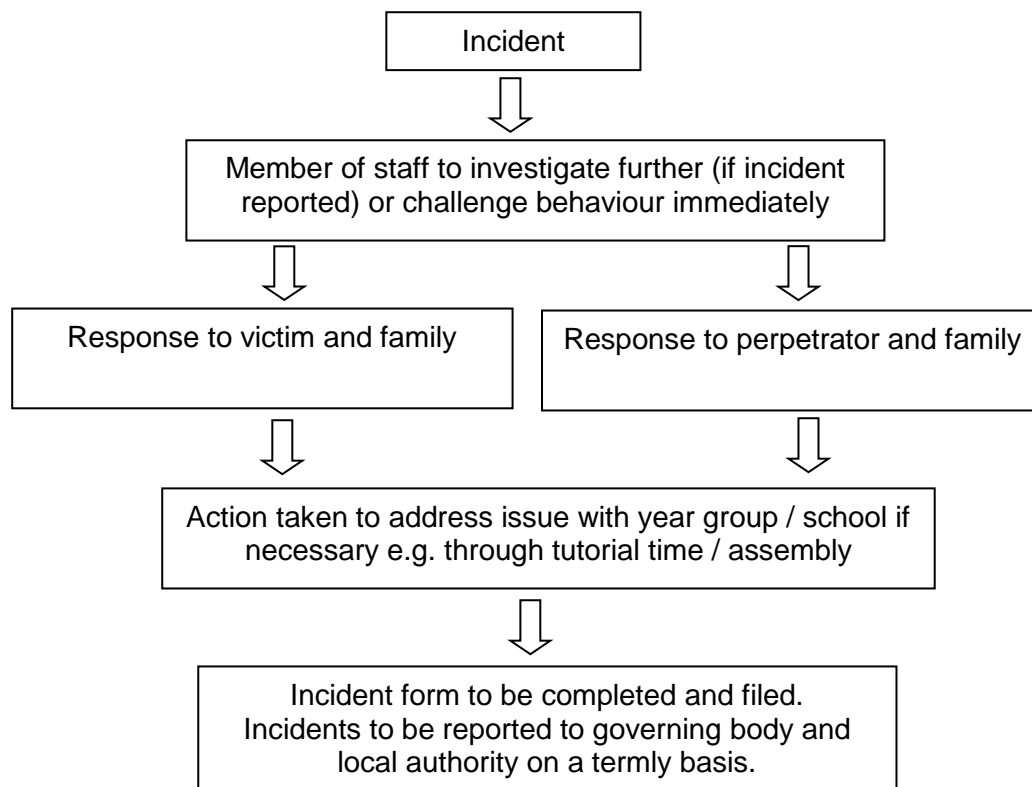 Incident
Member of staff to investigate further (if incident
reported) or challenge behaviour immediately
Response to victim and family
Response to perpetrator and family
Action taken to address issue with year group / school if
necessary e.g. through tutorial time / assembly
Incident form to be completed and filed.
Incidents to be reported to governing body and
local authority on a termly basis.